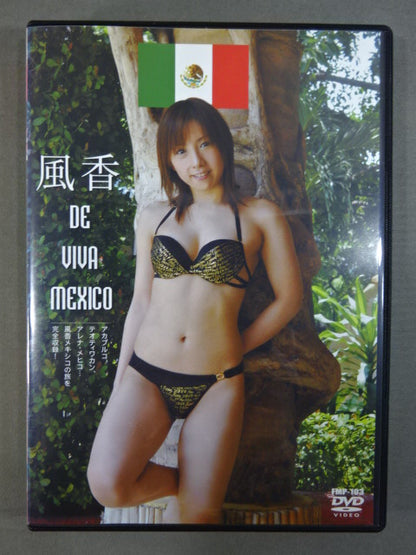 風香
DE
VIVA
MEXICO
アカプルコ、
テオティワカン、
アレナ・メヒコ…
風香メキシコの旅を
完全収録!
FMP-103
DVD
VIDEO